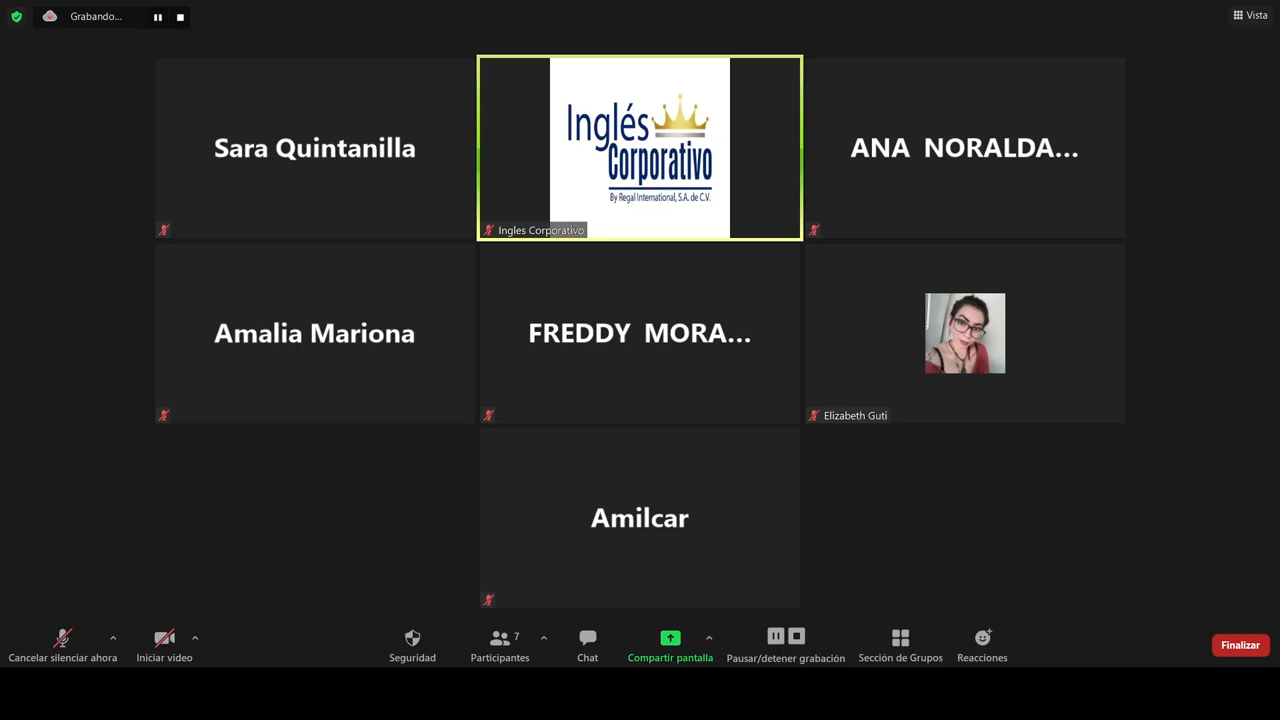 Grabando...
Vista
Sara Quintanilla
Inglés
Corporativo
By Regal International, S.A. de C.V.
Ingles Corporativo
ANA NORALDA...
Amalia Mariona
FREDDY MORA...
Elizabeth Guti
Amilcar
Cancelar silenciar ahora
Iniciar video
Seguridad
7
Participantes
Chat
Compartir pantalla
Pausar/detener grabación
Sección de Grupos
Reacciones
Finalizar